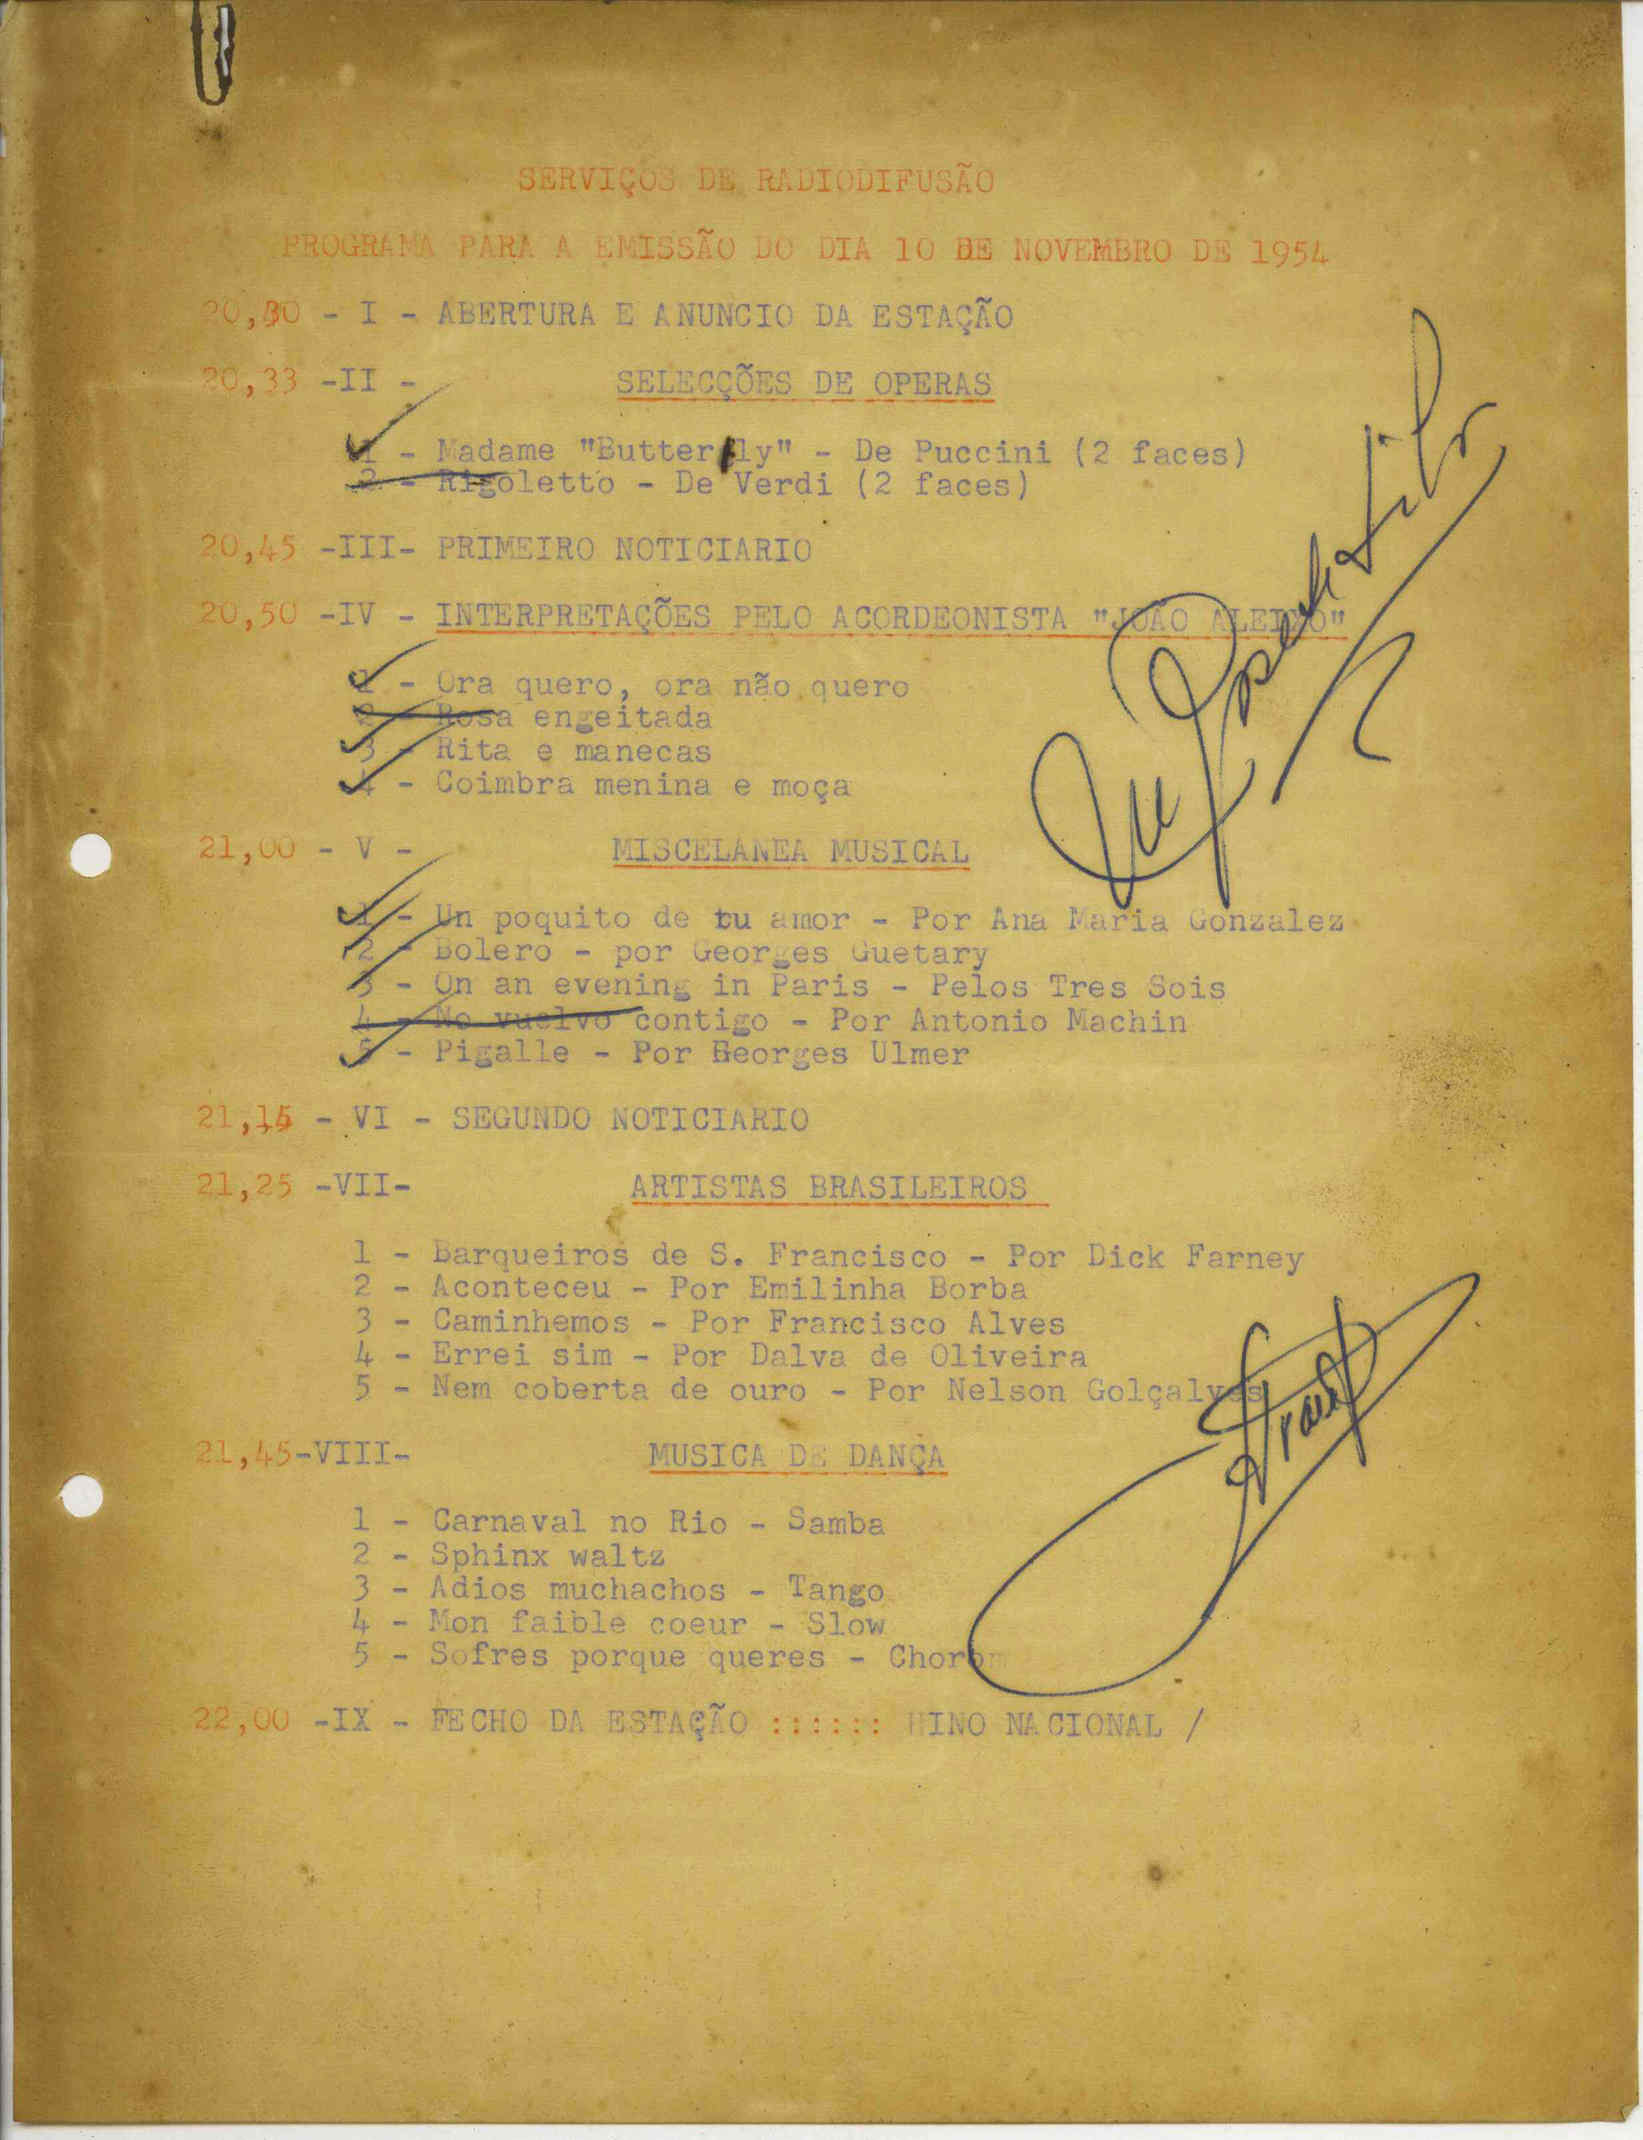 SERVIÇOS DE RADIODIFUSÃO
PROGRAMA PARA A EMISSÃO DO DIA 10 DE NOVEMBRO DE 1954
20,30 - I - ABERTURA E ANUNCIO DA ESTAÇÃO
20,33 -II - SELECÇÕES DE OPERAS
1 - Madame "Butterfly" - De Puccini (2 faces)
2 - Rigoletto - De Verdi (2 faces)
20,45 -III- PRIMEIRO NOTICIARIO
20,50 -IV - INTERPRETAÇÕES PELO ACORDEONISTA "JOÃO ALEIXO"
1 - Ora quero, ora não quero
2 - Rosa engeitada
3 - Rita e manecas
4 - Coimbra menina e moça
21,00 - V - MISCELANEA MUSICAL
1 - Un poquito de tu amor - Por Ana Maria Gonzalez
2 - Bolero - por Georges Guetary
3 - On an evening in Paris - Pelos Tres Sois
4 - No vuelvo contigo - Por Antonio Machin
5 - Pigalle - Por Georges Ulmer
21,15 - VI - SEGUNDO NOTICIARIO
21,25 -VII- ARTISTAS BRASILEIROS
1 - Barqueiros de S. Francisco - Por Dick Farney
2 - Aconteceu - Por Emilinha Borba
3 - Caminhemos - Por Francisco Alves
4 - Errei sim - Por Dalva de Oliveira
5 - Nem coberta de ouro - Por Nelson Golçalves
21,45-VIII- MUSICA DE DANÇA
1 - Carnaval no Rio - Samba
2 - Sphinx waltz
3 - Adios muchachos - Tango
4 - Mon faible coeur - Slow
5 - Sofres porque queres - Choro
22,00 -IX - FECHO DA ESTAÇÃO :::::: HINO NACIONAL /